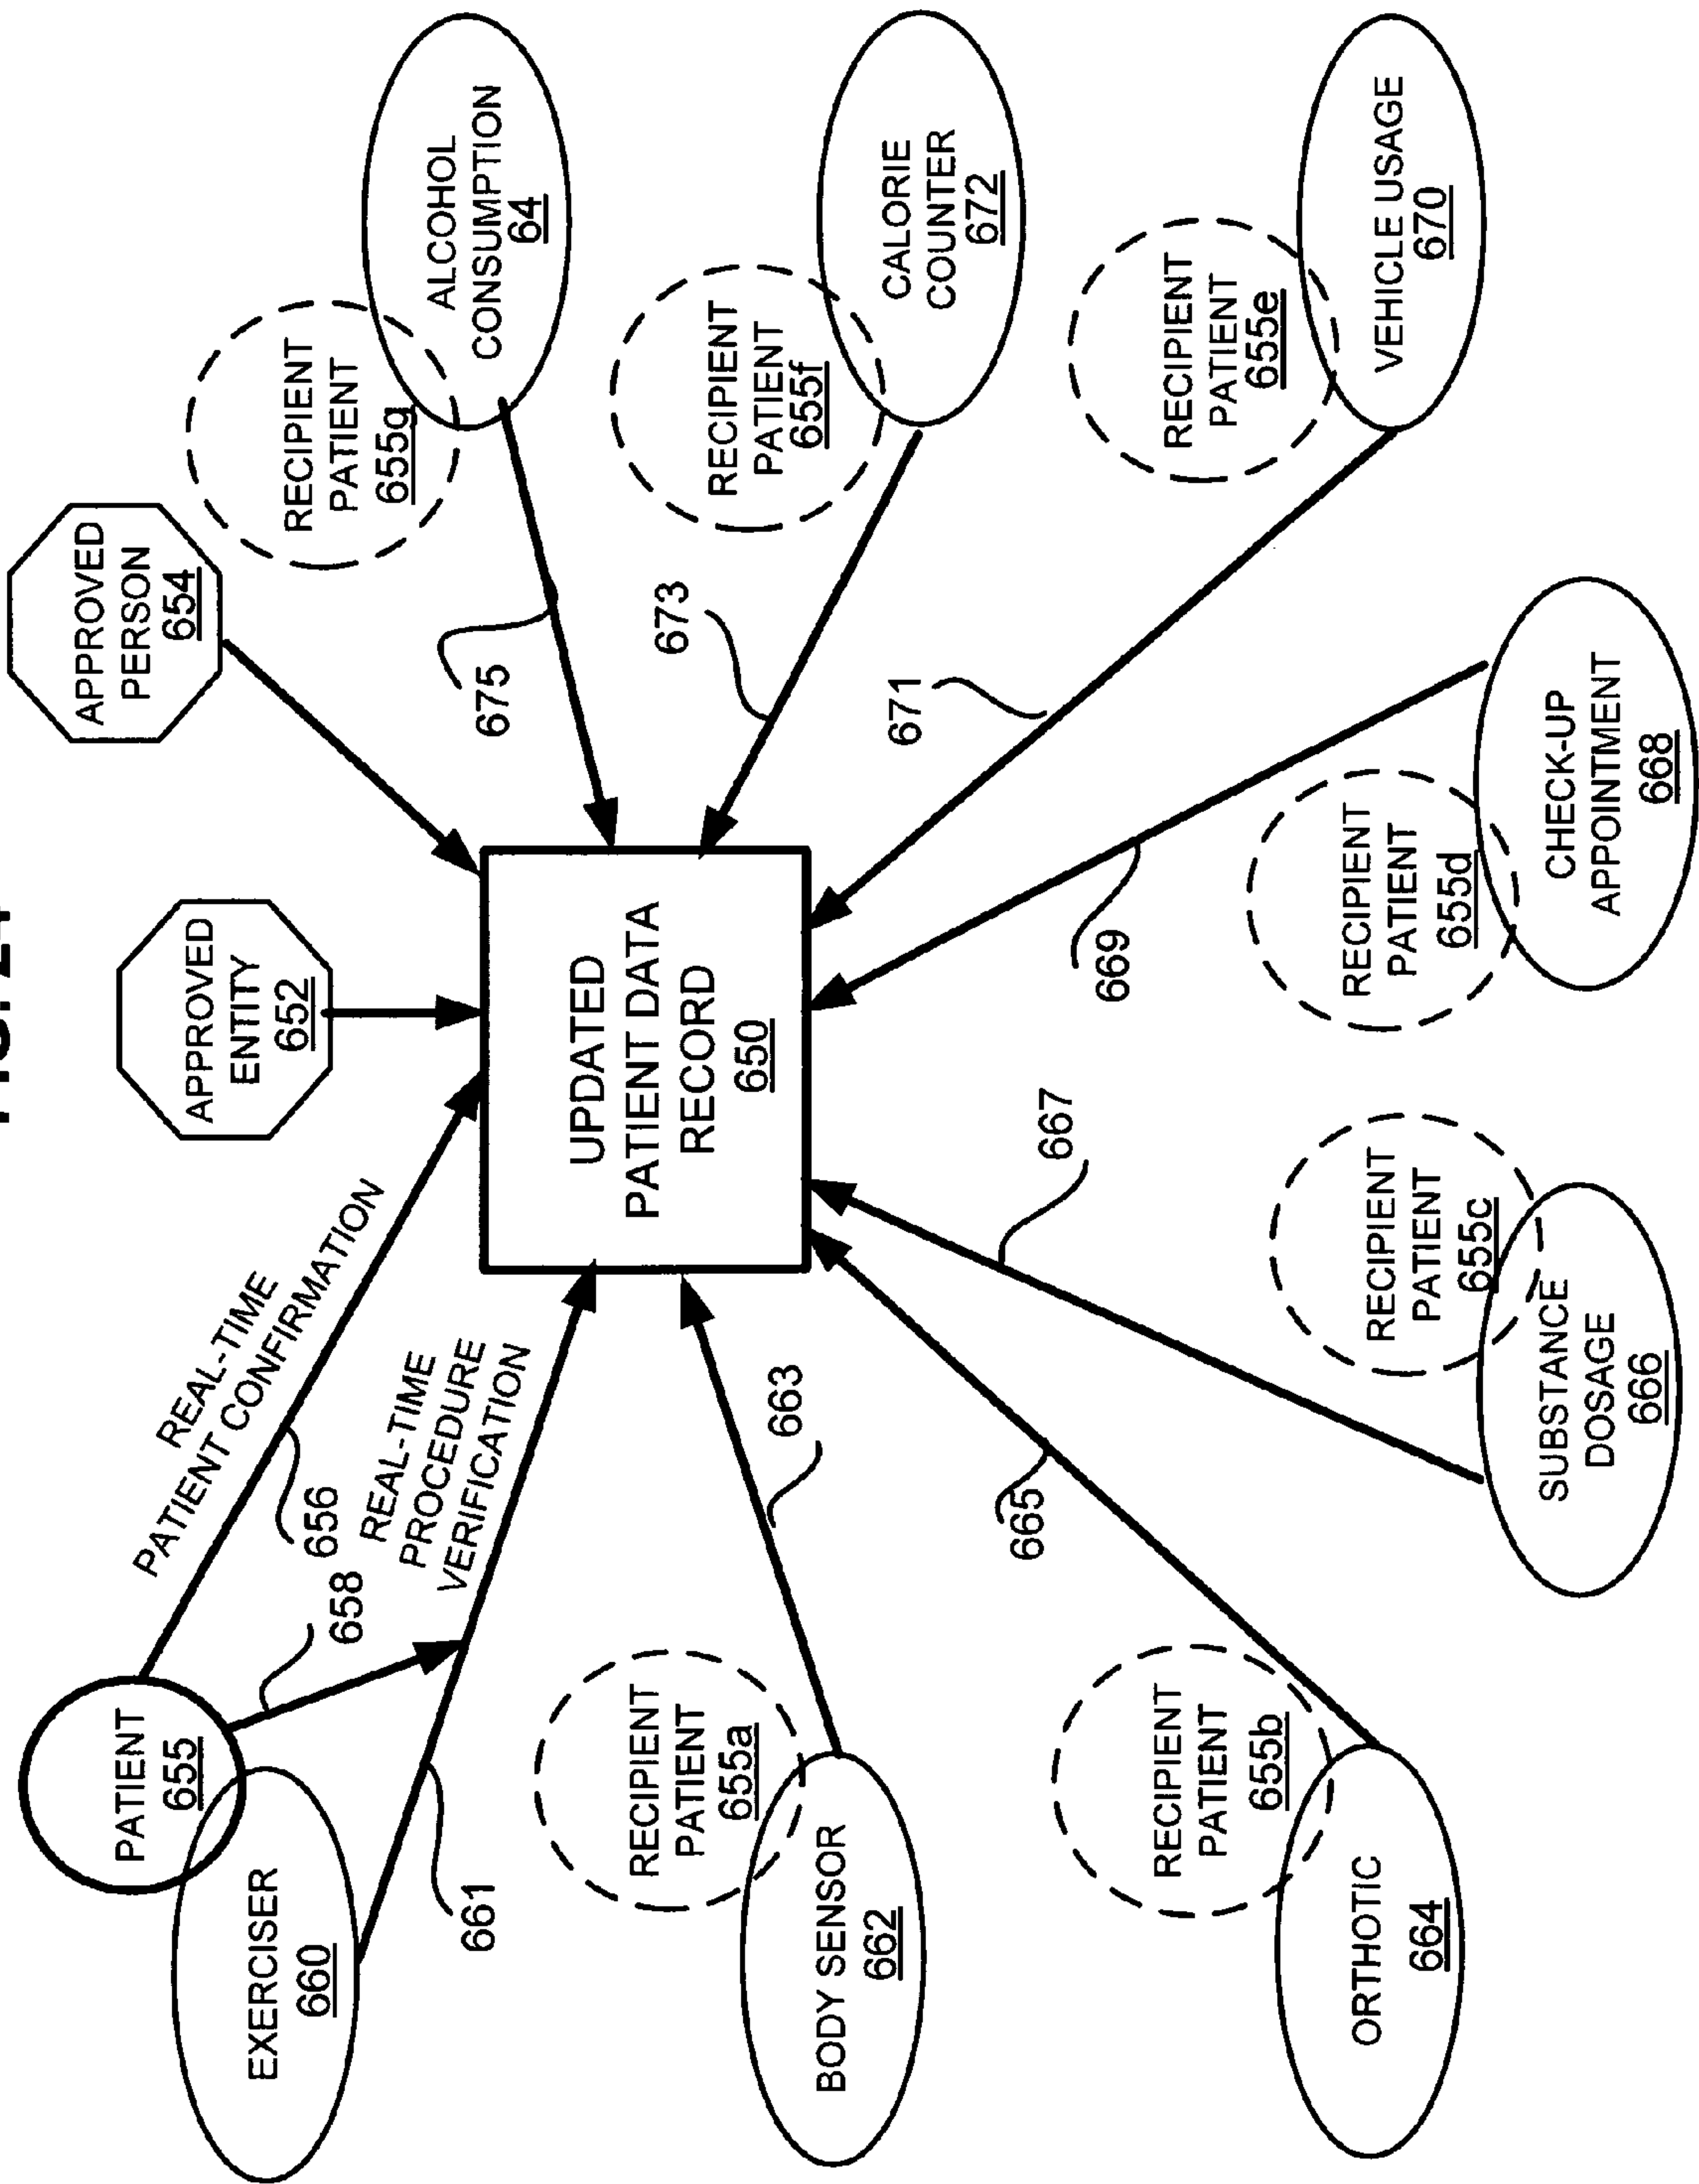 PATIENT
655
EXERCISER
660
REAL-TIME
PATIENT CONFIRMATION
656
658
REAL-TIME
PROCEDURE
VERIFICATION
661
APPROVED
ENTITY
652
APPROVED
PERSON
654
RECIPIENT
PATIENT
655g
ALCOHOL
CONSUMPTION
64
675
UPDATED
PATIENT DATA
RECORD
650
RECIPIENT
PATIENT
655a
BODY SENSOR
662
663
673
RECIPIENT
PATIENT
655f
CALORIE
COUNTER
672
671
665
667
669
RECIPIENT
PATIENT
655b
ORTHOTIC
664
RECIPIENT
PATIENT
655c
SUBSTANCE
DOSAGE
666
RECIPIENT
PATIENT
655d
CHECK-UP
APPOINTMENT
668
RECIPIENT
PATIENT
655e
VEHICLE USAGE
670